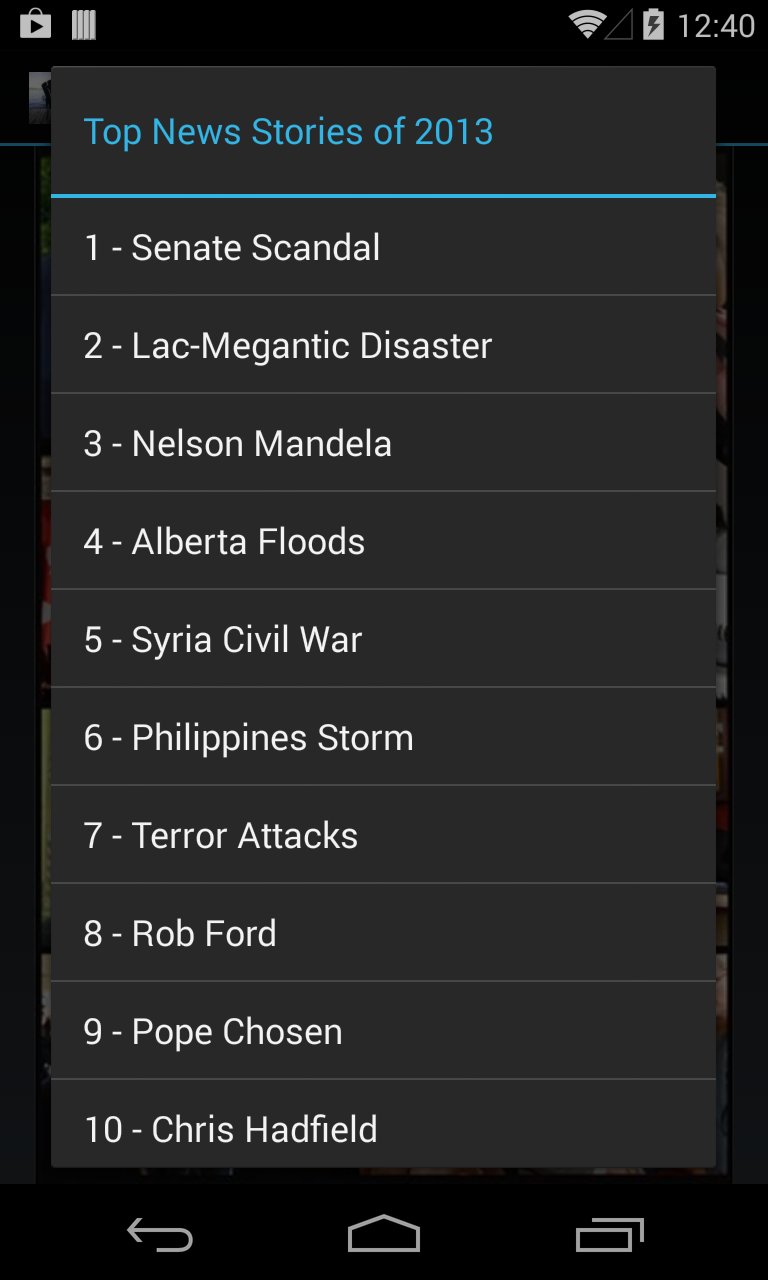 12:40
Top News Stories of 2013
1 - Senate Scandal
2 - Lac-Megantic Disaster
3 - Nelson Mandela
4 - Alberta Floods
5 - Syria Civil War
6 - Philippines Storm
7 - Terror Attacks
8 - Rob Ford
9 - Pope Chosen
10 - Chris Hadfield